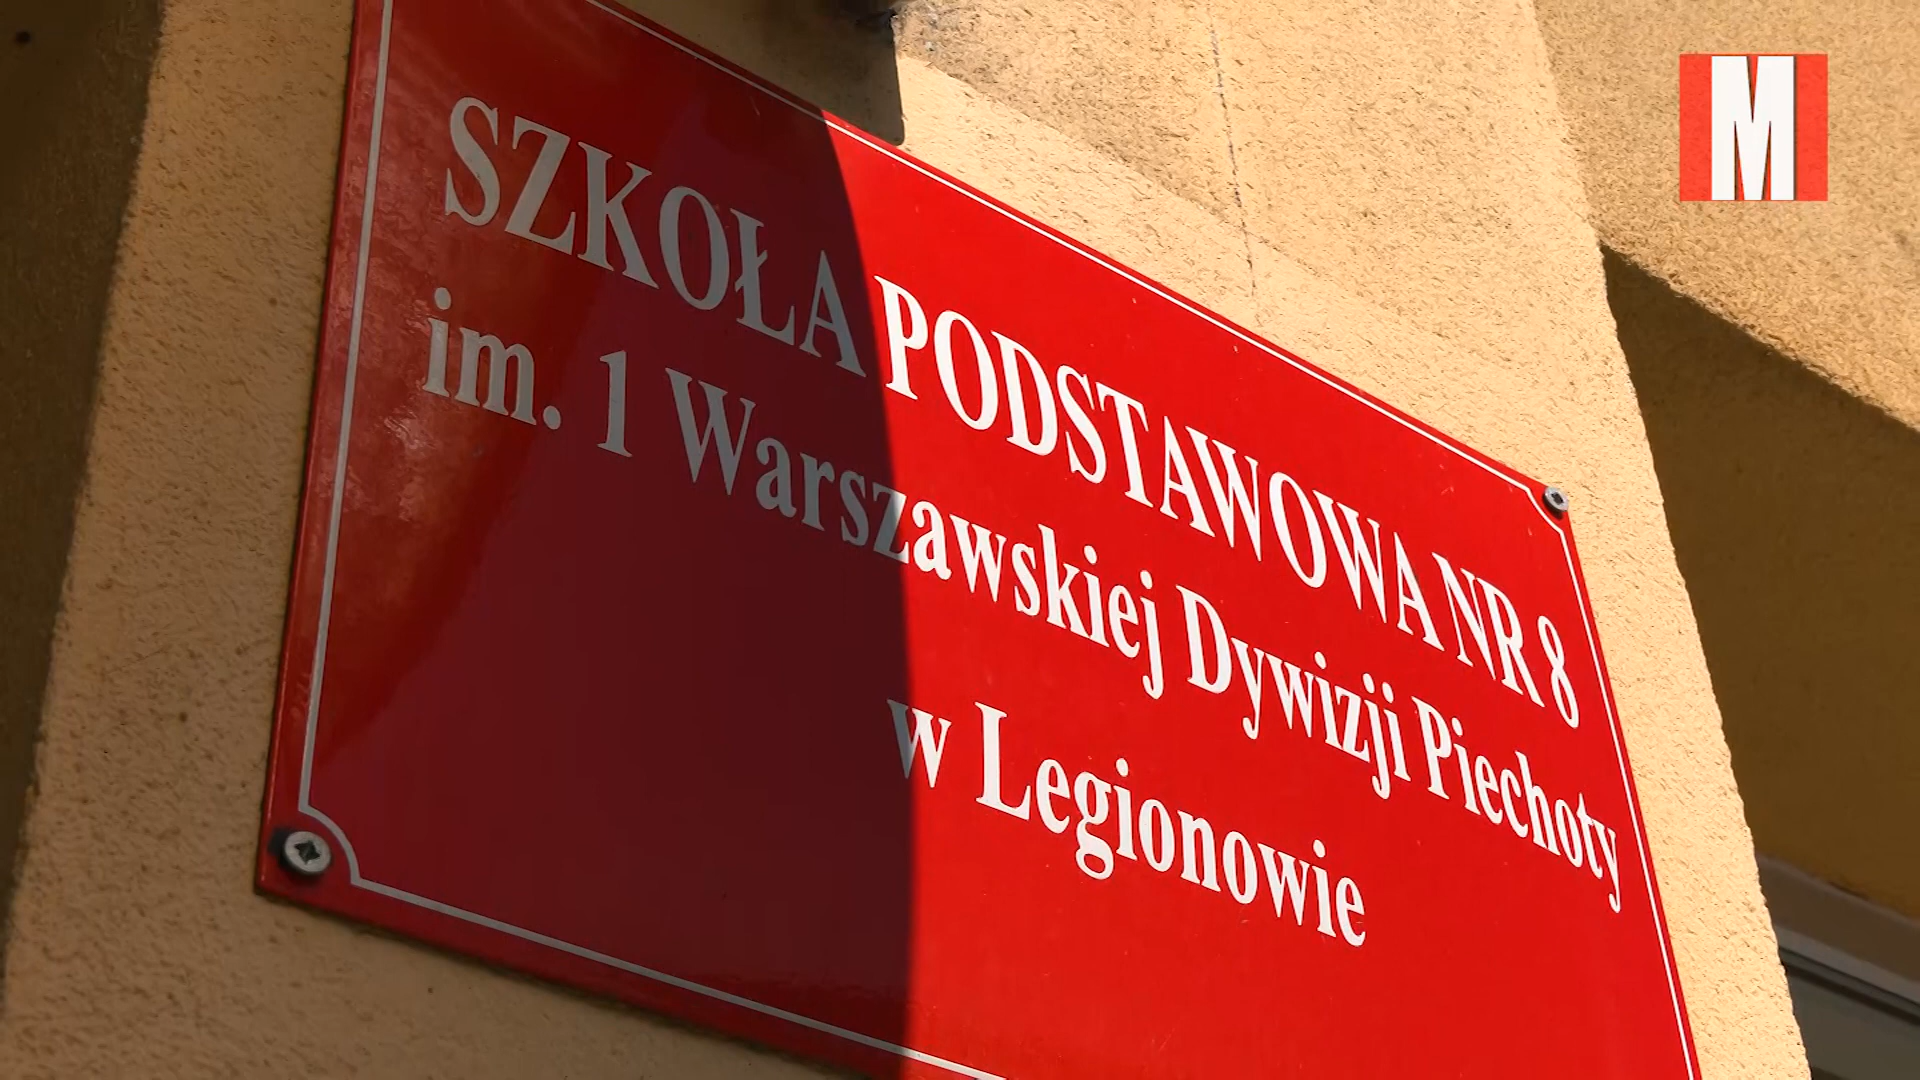 M
SZKOŁA PODSTAWOWA NR 8
im. 1 Warszawskiej Dywizji Piechoty
w Legionowie